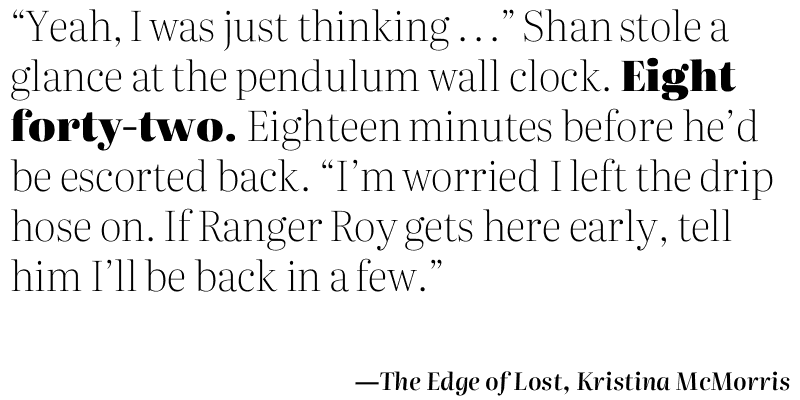 “Yeah, I was just thinking . . .” Shan stole a
glance at the pendulum wall clock. Eight
forty-two. Eighteen minutes before he’d
be escorted back. “I’m worried I left the drip
hose on. If Ranger Roy gets here early, tell
him I’ll be back in a few.”
—The Edge of Lost, Kristina McMorris